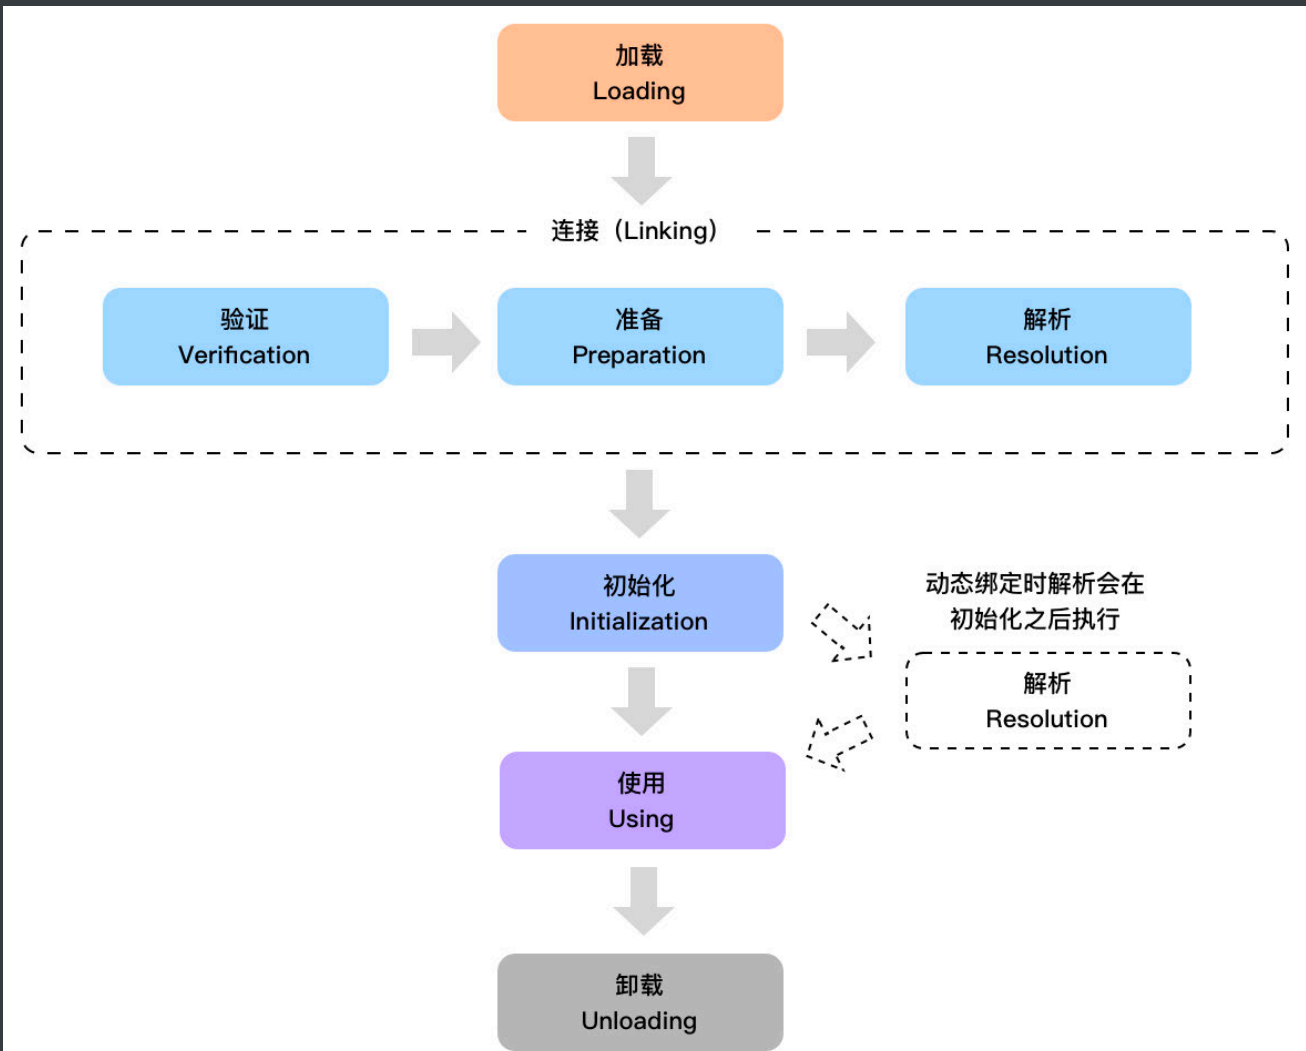 加载
Loading
连接（Linking）
验证
Verification
准备
Preparation
解析
Resolution
初始化
Initialization
动态绑定时解析会在
初始化之后执行
解析
Resolution
使用
Using
卸载
Unloading